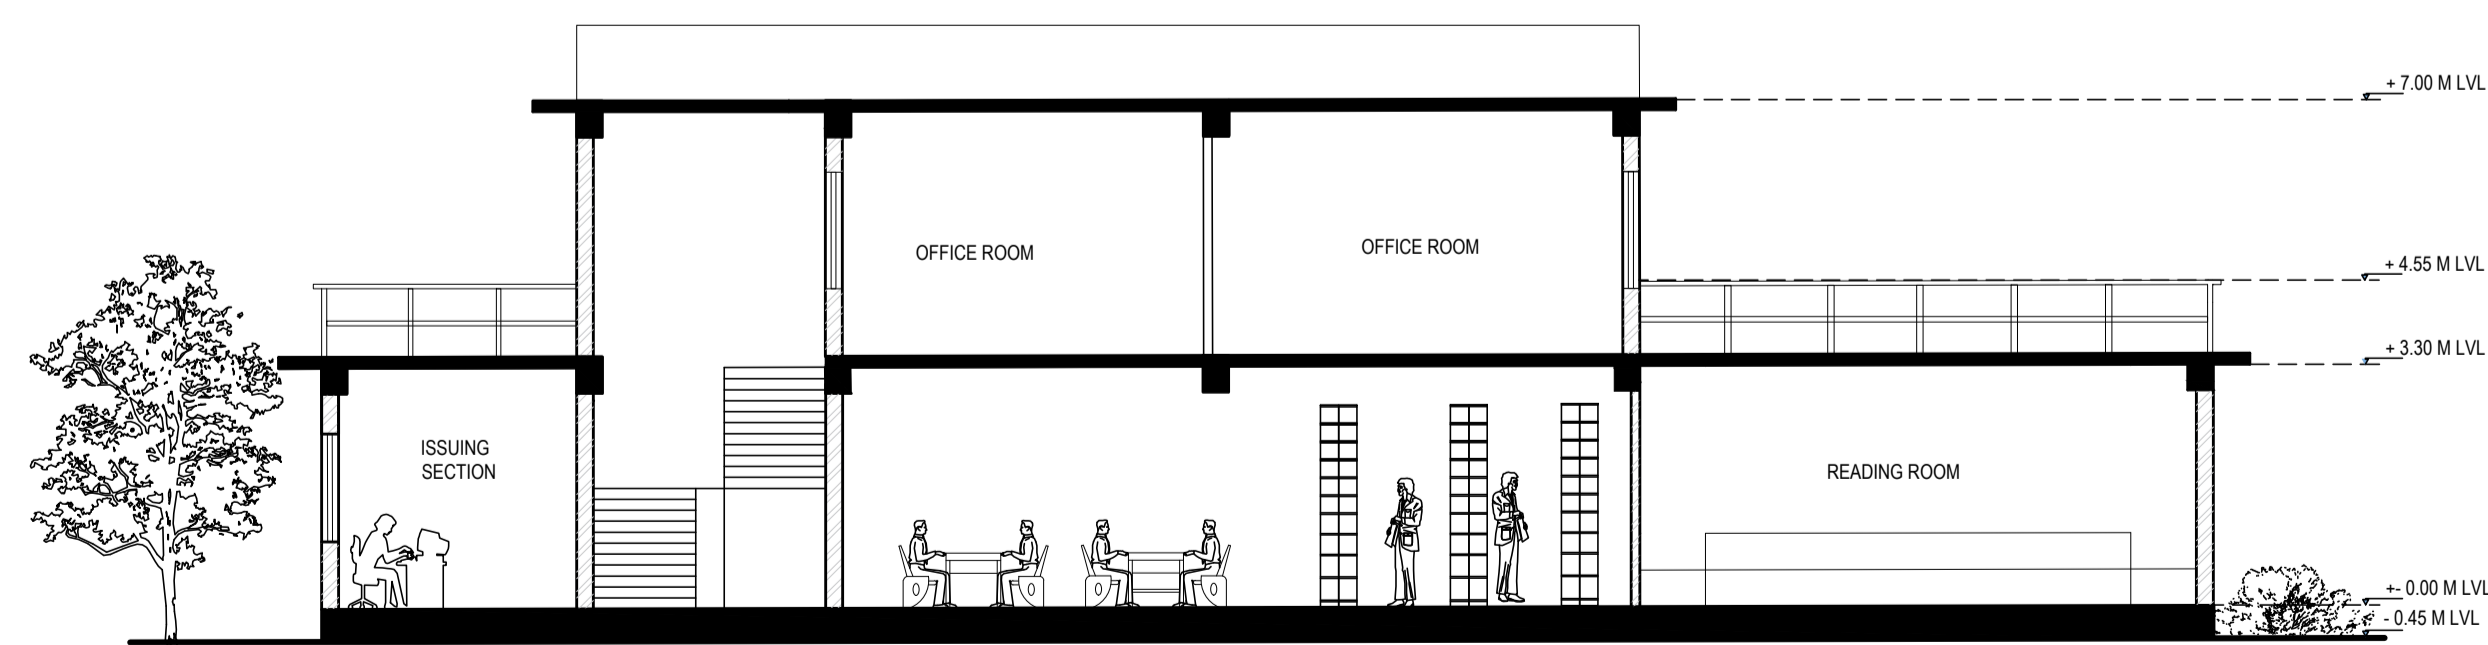 + 7.00 M LVL
OFFICE ROOM
OFFICE ROOM
+ 4.55 M LVL
+ 3.30 M LVL
ISSUING
SECTION
READING ROOM
+- 0.00 M LVL
- 0.45 M LVL